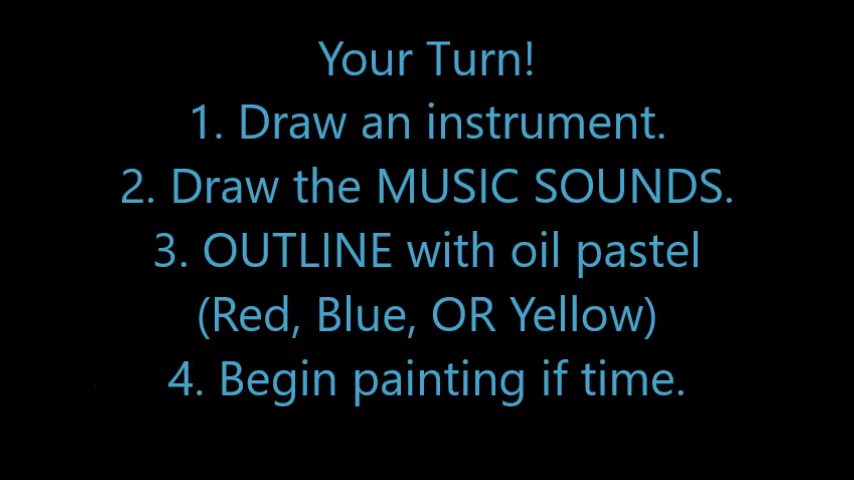 Your Turn!
1. Draw an instrument.
2. Draw the MUSIC SOUNDS.
3. OUTLINE with oil pastel
(Red, Blue, OR Yellow)
4. Begin painting if time.